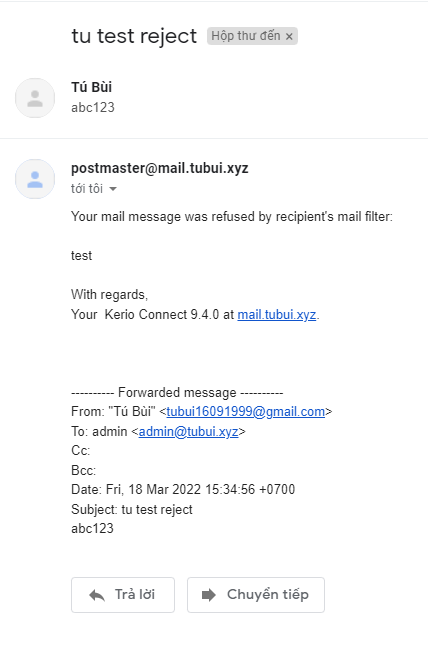 tu test reject Hộp thư đến ×
Tú Bùi
abc123
postmaster@mail.tubui.xyz
tới tôi
Your mail message was refused by recipient's mail filter:
test
With regards,
Your Kerio Connect 9.4.0 at mail.tubui.xyz.
---------- Forwarded message ----------
From: "Tú Bùi" <tubui16091999@gmail.com>
To: admin <admin@tubui.xyz>
Cc:
Bcc:
Date: Fri, 18 Mar 2022 15:34:56 +0700
Subject: tu test reject
abc123
Trả lời Chuyển tiếp